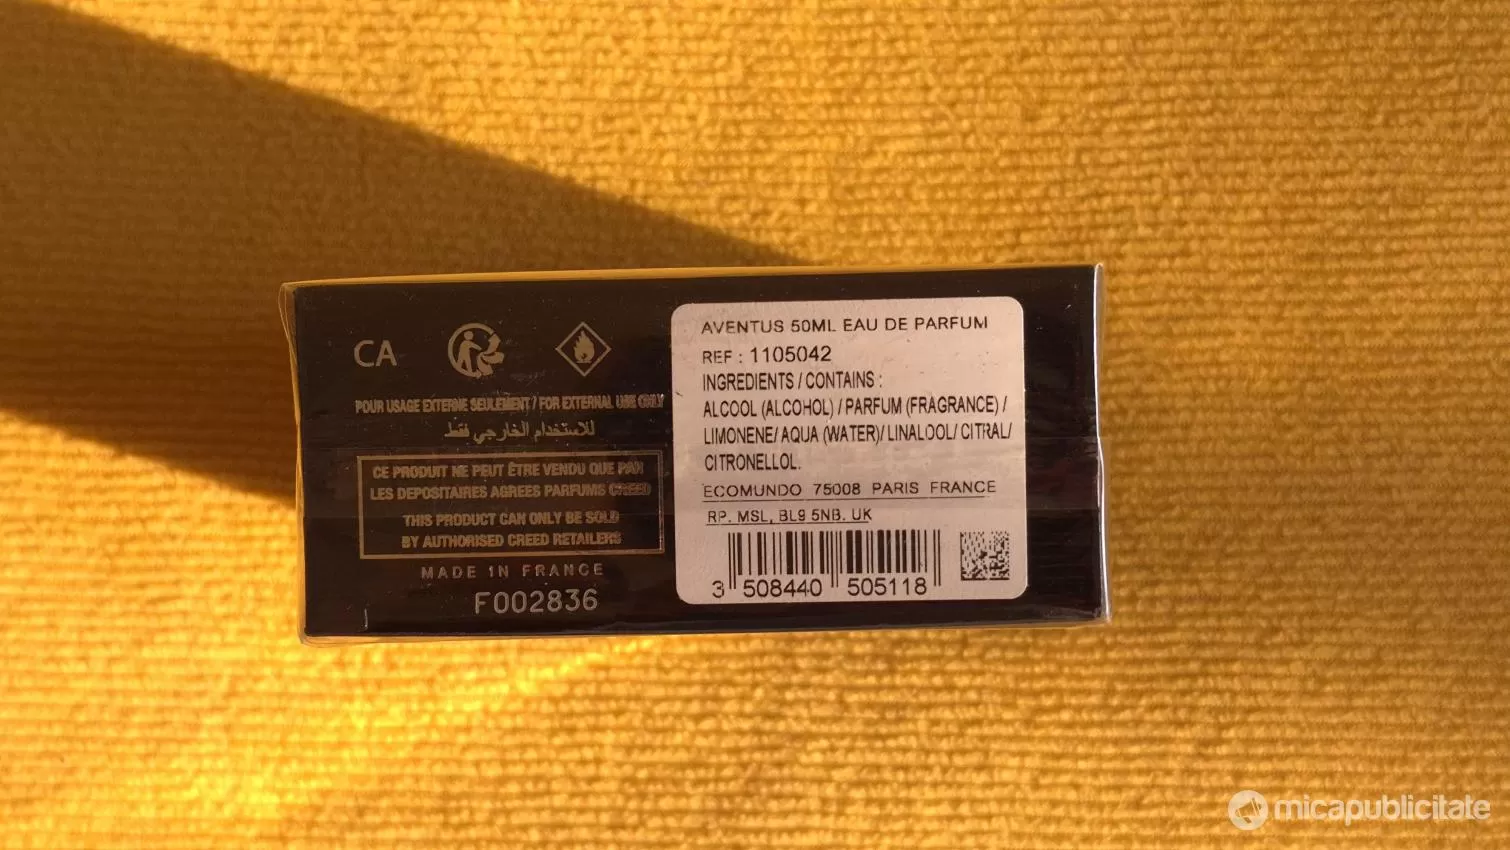 CA
POUR USAGE EXTERNE SEULEMENT / FOR EXTERNAL USE ONLY
للاستخدام الخارجي فقط
CE PRODUIT NE PEUT ÊTRE VENDU QUE PAR
LES DEPOSITAIRES AGREES PARFUMS CREED
THIS PRODUCT CAN ONLY BE SOLD
BY AUTHORISED CREED RETAILERS
MADE IN FRANCE
F002836
AVENTUS 50ML EAU DE PARFUM
REF : 1105042
INGREDIENTS / CONTAINS :
ALCOOL (ALCOHOL) / PARFUM (FRAGRANCE) /
LIMONENE/ AQUA (WATER)/ LINALOOL/ CITRAL/
CITRONELLOL.
ECOMUNDO 75008 PARIS FRANCE
RP. MSL, BL9 5NB. UK
3 508440 505118
micapublicitate